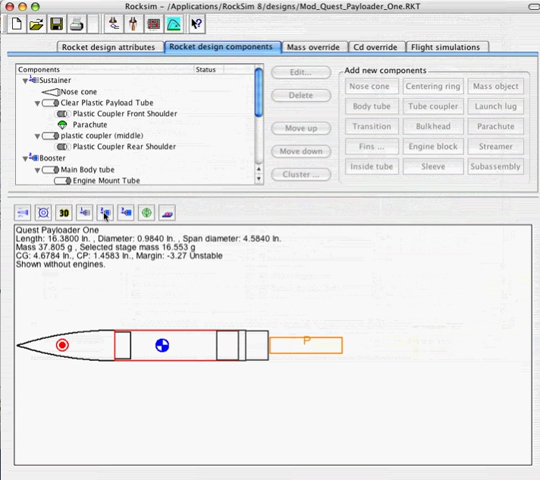 Rocksim - /Applications/RockSim 8/designs/Mod_Quest_Payloader_One.RKT
Rocket design attributes Rocket design components Mass override Cd override Flight simulations
Components Status
Sustainer
Nose cone
Clear Plastic Payload Tube
Plastic Coupler Front Shoulder
Parachute
plastic coupler (middle)
Plastic Coupler Rear Shoulder
Booster
Main Body tube
Engine Mount Tube
Edit...
Delete
Move up
Move down
Cluster ...
Add new components
Nose cone Centering ring Mass object
Body tube Tube coupler Launch lug
Transition Bulkhead Parachute
Fins ... Engine block Streamer
Inside tube Sleeve Subassembly
3D
Quest Payloader One
Length: 16.3800 In. , Diameter: 0.9840 In. , Span diameter: 4.5840 In.
Mass 37.805 g , Selected stage mass 16.553 g
CG: 4.6784 In., CP: 1.4583 In., Margin: -3.27 Unstable
Shown without engines.
P